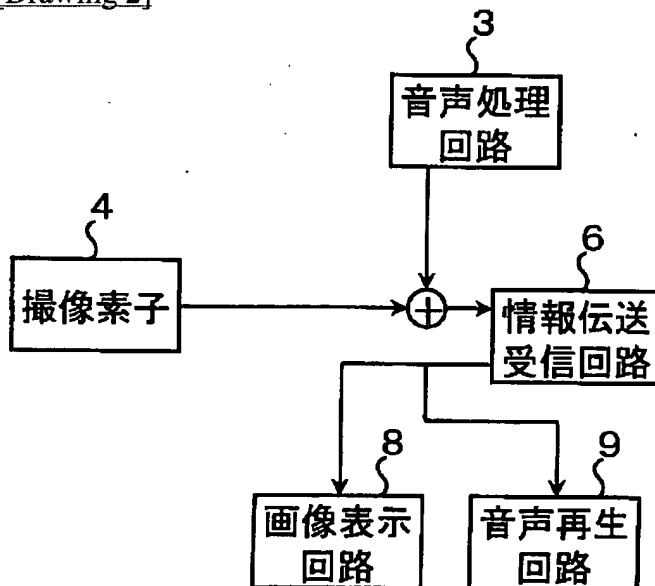 [Drawing 2]
3
音声処理
回路
4
撮像素子
6
情報伝送
受信回路
8
画像表示
回路
9
音声再生
回路